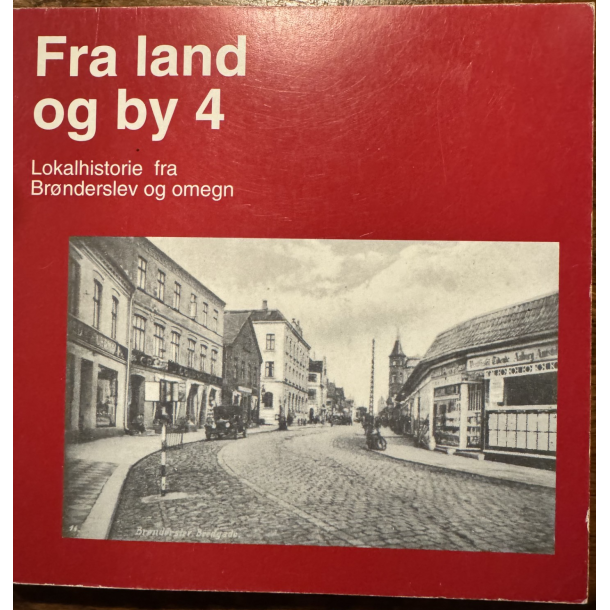 Fra land
og by 4
Lokalhistorie fra
Brønderslev og omegn
Brønderslev. Bredgade.